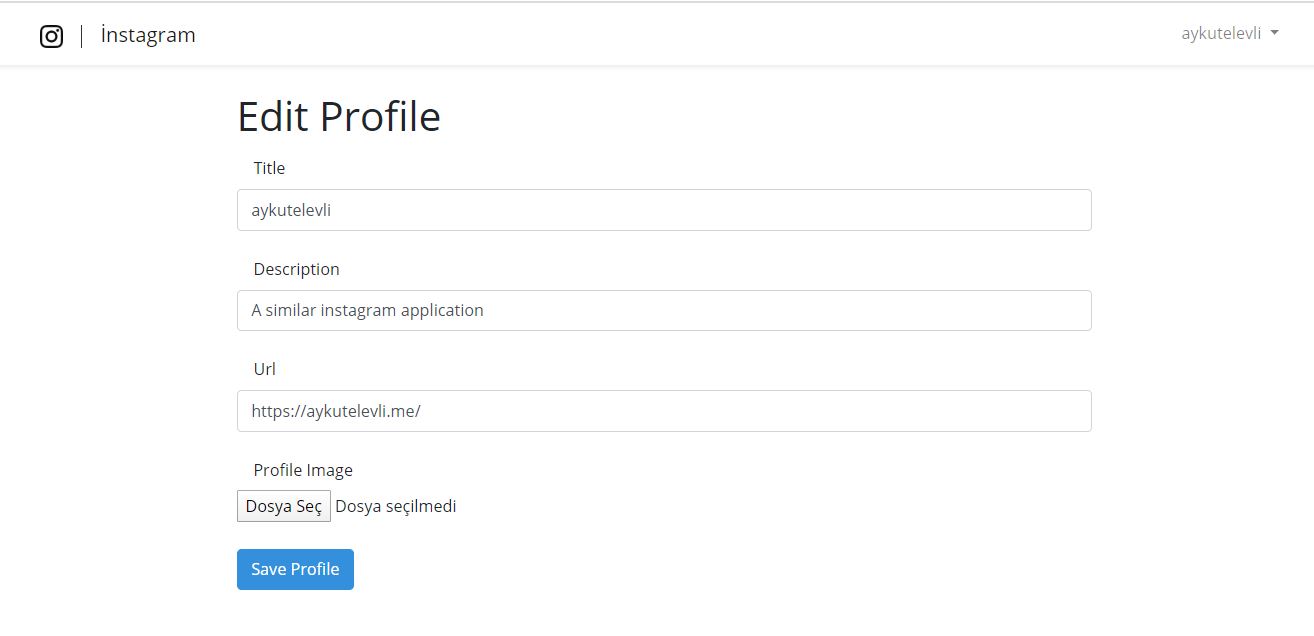 İnstagram
aykutelevli
Edit Profile
Title
aykutelevli
Description
A similar instagram application
Url
https://aykutelevli.me/
Profile Image
Dosya Seç Dosya seçilmedi
Save Profile